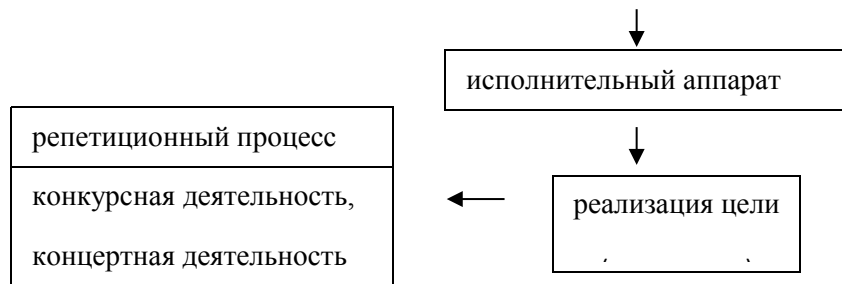 исполнительный аппарат
репетиционный процесс
конкурсная деятельность,
концертная деятельность
реализация цели